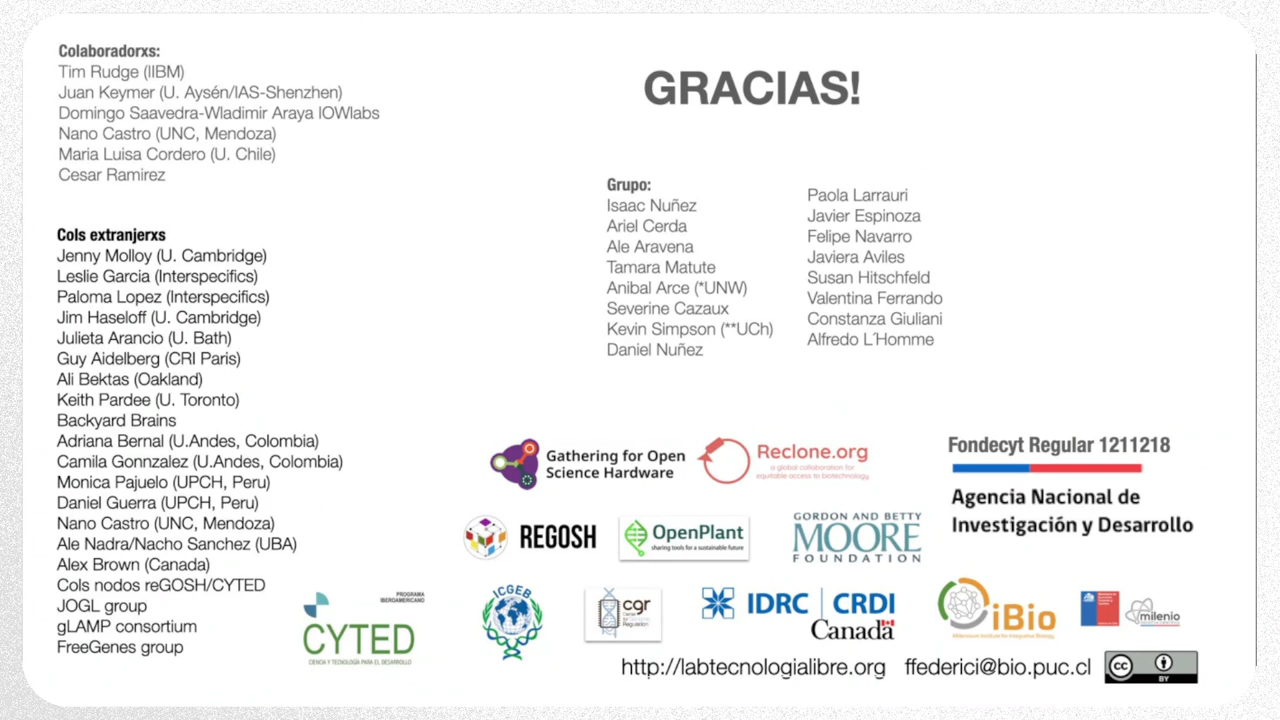 Colaboradorxs:
Tim Rudge (IIBM)
Juan Keymer (U. Aysén/IAS-Shenzhen)
Domingo Saavedra-Wladimir Araya IOWlabs
Nano Castro (UNC, Mendoza)
Maria Luisa Cordero (U. Chile)
Cesar Ramirez
Cols extranjerxs
Jenny Molloy (U. Cambridge)
Leslie Garcia (Interspecifics)
Paloma Lopez (Interspecifics)
Jim Haseloff (U. Cambridge)
Julieta Arancio (U. Bath)
Guy Aidelberg (CRI Paris)
Ali Bektas (Oakland)
Keith Pardee (U. Toronto)
Backyard Brains
Adriana Bernal (U.Andes, Colombia)
Camila Gonnzalez (U.Andes, Colombia)
Monica Pajuelo (UPCH, Peru)
Daniel Guerra (UPCH, Peru)
Nano Castro (UNC, Mendoza)
Ale Nadra/Nacho Sanchez (UBA)
Alex Brown (Canada)
Cols nodos reGOSH/CYTED
JOGL group
gLAMP consortium
FreeGenes group
GRACIAS!
Grupo:
Isaac Nuñez
Ariel Cerda
Ale Aravena
Tamara Matute
Anibal Arce (*UNW)
Severine Cazaux
Kevin Simpson (**UCh)
Daniel Nuñez
Paola Larrauri
Javier Espinoza
Felipe Navarro
Javiera Aviles
Susan Hitschfeld
Valentina Ferrando
Constanza Giuliani
Alfredo L´Homme
Gathering for Open
Science Hardware
Reclone.org
a global collaboration for
equitable access to biotechnology
Fondecyt Regular 1211218
Agencia Nacional de
Investigación y Desarrollo
REGOSH
OpenPlant
sharing tools for a sustainable future
GORDON AND BETTY
MOORE
FOUNDATION
PROGRAMA
IBEROAMERICANO
CYTED
CIENCIA Y TECNOLOGÍA PARA EL DESARROLLO
ICGEB
cgr
Center
for Genome
Regulation
IDRC | CRDI
Canada
iBio
Millennium Institute for Integrative Biology
milenio
http://labtecnologialibre.org ffederici@bio.puc.cl
cc
BY